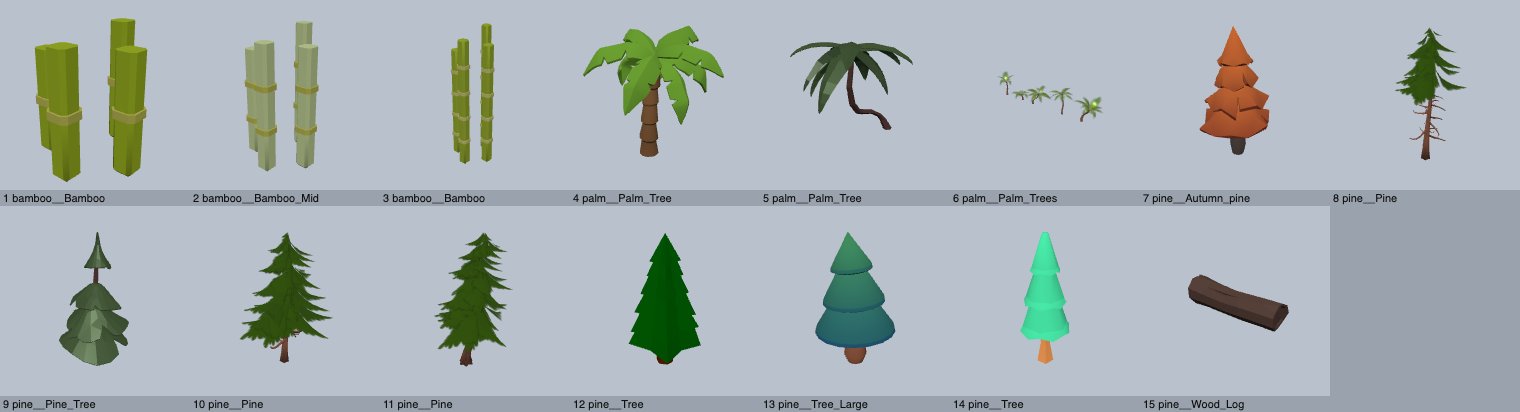 1 bamboo__Bamboo
2 bamboo__Bamboo_Mid
3 bamboo__Bamboo
4 palm__Palm_Tree
5 palm__Palm_Tree
6 palm__Palm_Trees
7 pine__Autumn_pine
8 pine__Pine
9 pine__Pine_Tree
10 pine__Pine
11 pine__Pine
12 pine__Tree
13 pine__Tree_Large
14 pine__Tree
15 pine__Wood_Log